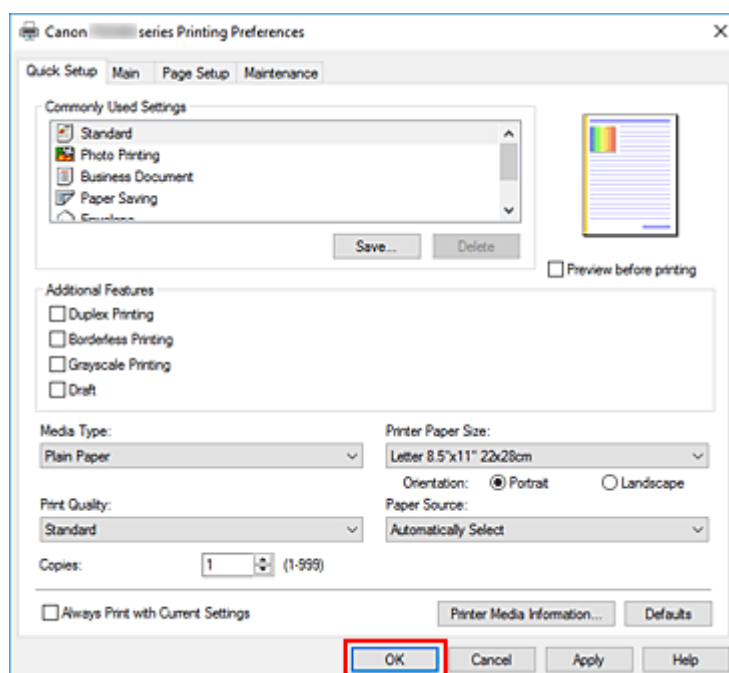 Canon series Printing Preferences
Quick Setup Main Page Setup Maintenance
Commonly Used Settings
Standard
Photo Printing
Business Document
Paper Saving
Save... Delete
Preview before printing
Additional Features
Duplex Printing
Borderless Printing
Grayscale Printing
Draft
Media Type: Printer Paper Size:
Plain Paper Letter 8.5"x11" 22x28cm
Orientation: Portrait Landscape
Print Quality: Paper Source:
Standard Automatically Select
Copies: 1 (1-999)
Always Print with Current Settings Printer Media Information... Defaults
OK Cancel Apply Help